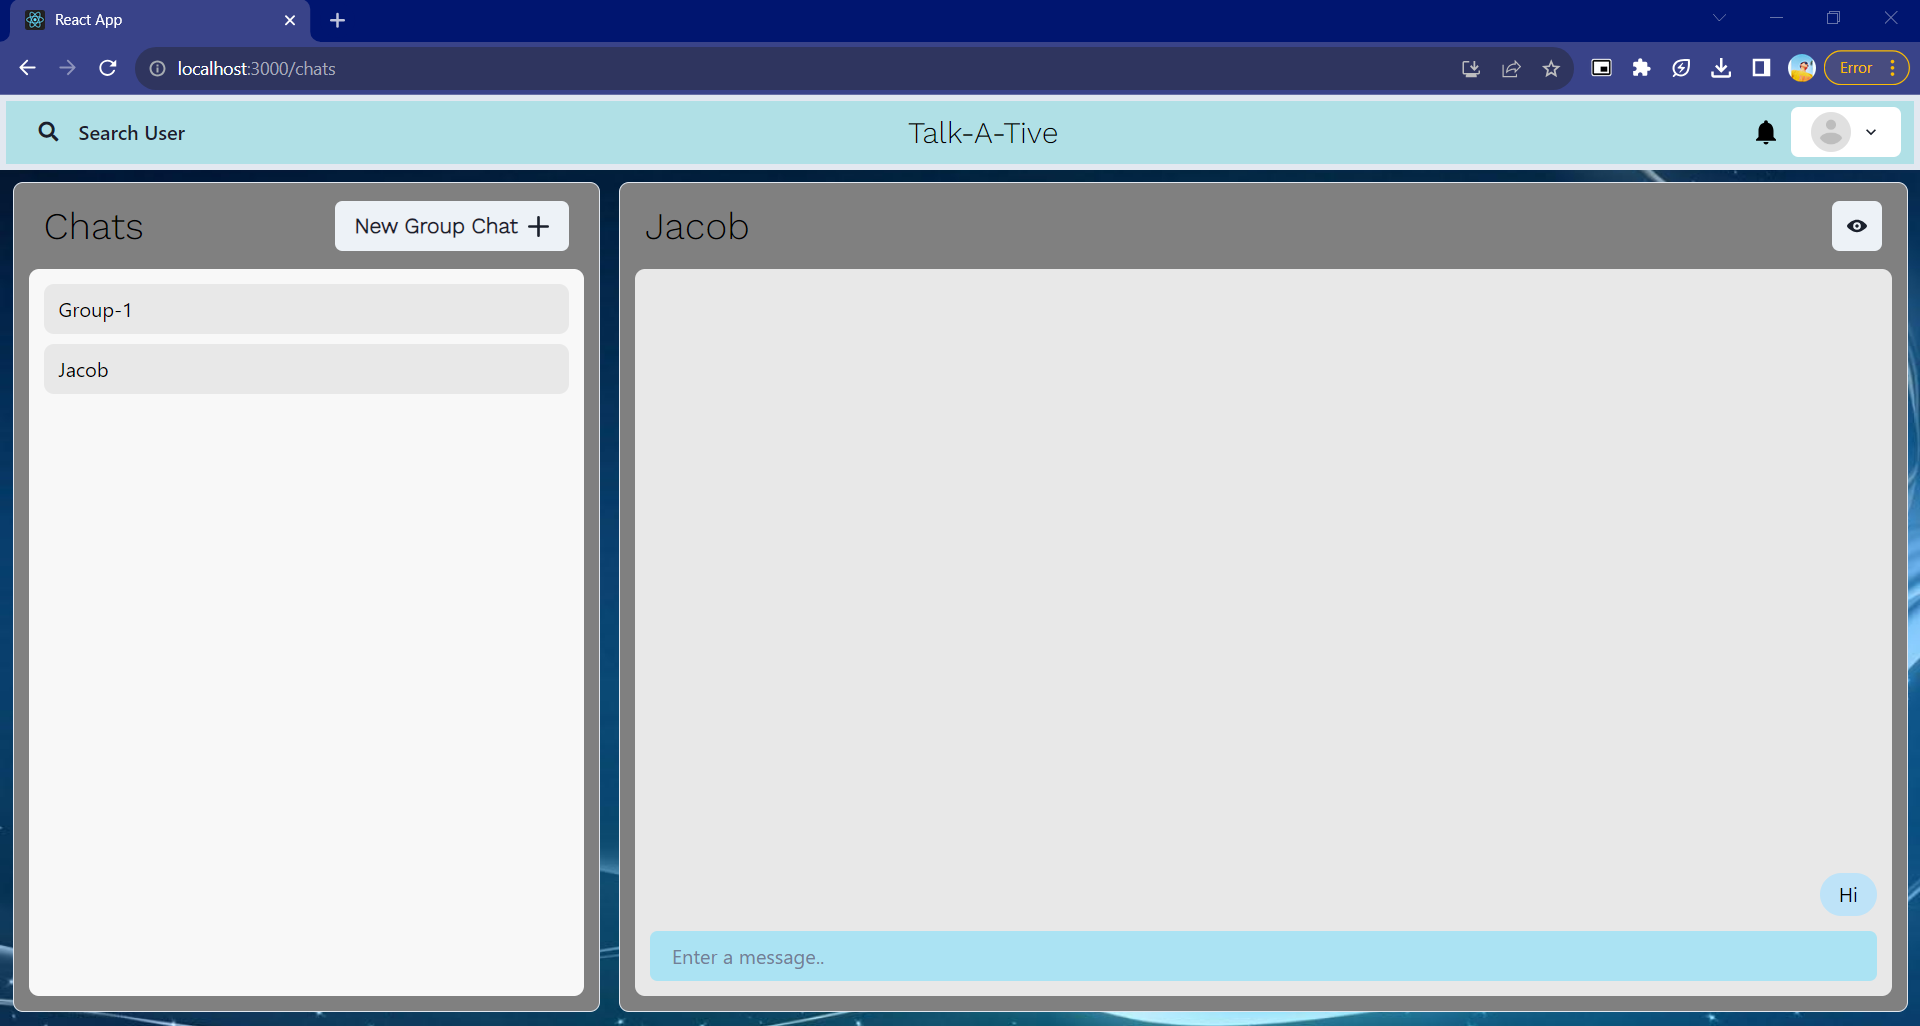 React App
localhost:3000/chats
Error
Search User
Talk-A-Tive
Chats
New Group Chat
Jacob
Group-1
Jacob
Hi
Enter a message..